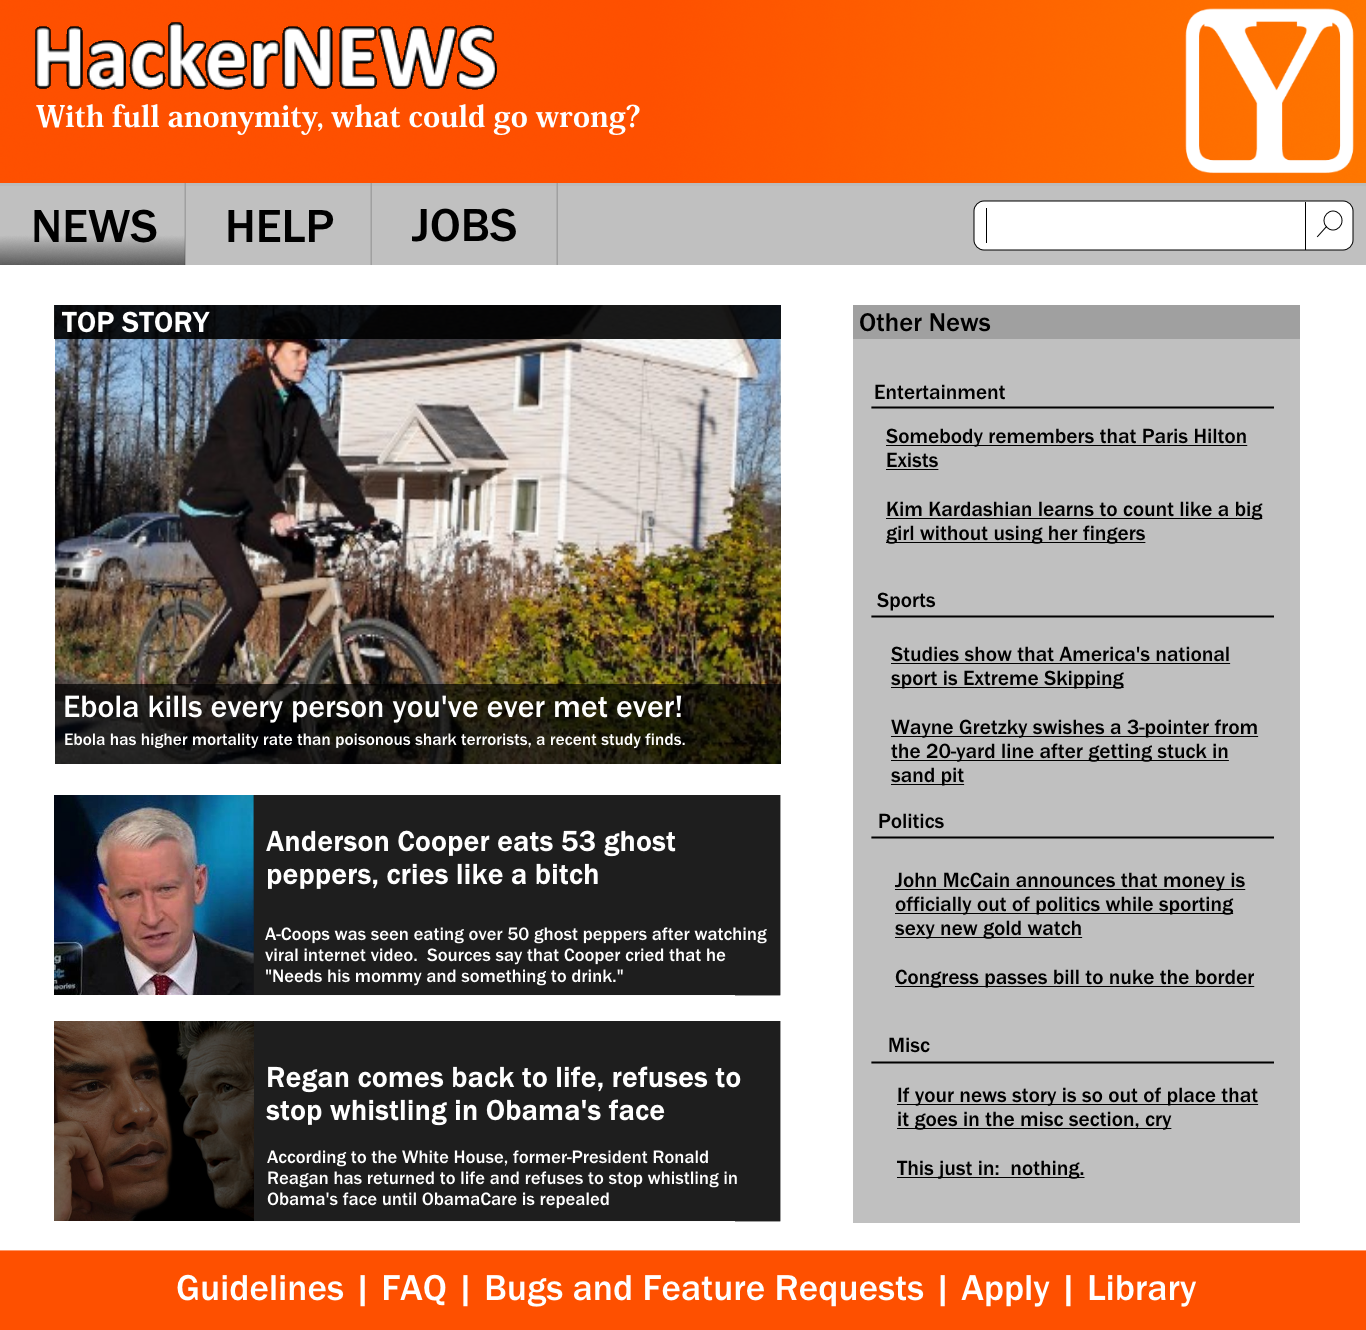 HackerNEWS
With full anonymity, what could go wrong?
Y
NEWS
HELP
JOBS
TOP STORY
Ebola kills every person you've ever met ever!
Ebola has higher mortality rate than poisonous shark terrorists, a recent study finds.
Anderson Cooper eats 53 ghost
peppers, cries like a bitch
A-Coops was seen eating over 50 ghost peppers after watching
viral internet video.  Sources say that Cooper cried that he
"Needs his mommy and something to drink."
Regan comes back to life, refuses to
stop whistling in Obama's face
According to the White House, former-President Ronald
Reagan has returned to life and refuses to stop whistling in
Obama's face until ObamaCare is repealed
Other News
Entertainment
Somebody remembers that Paris Hilton
Exists
Kim Kardashian learns to count like a big
girl without using her fingers
Sports
Studies show that America's national
sport is Extreme Skipping
Wayne Gretzky swishes a 3-pointer from
the 20-yard line after getting stuck in
sand pit
Politics
John McCain announces that money is
officially out of politics while sporting
sexy new gold watch
Congress passes bill to nuke the border
Misc
If your news story is so out of place that
it goes in the misc section, cry
This just in:  nothing.
Guidelines | FAQ | Bugs and Feature Requests | Apply | Library